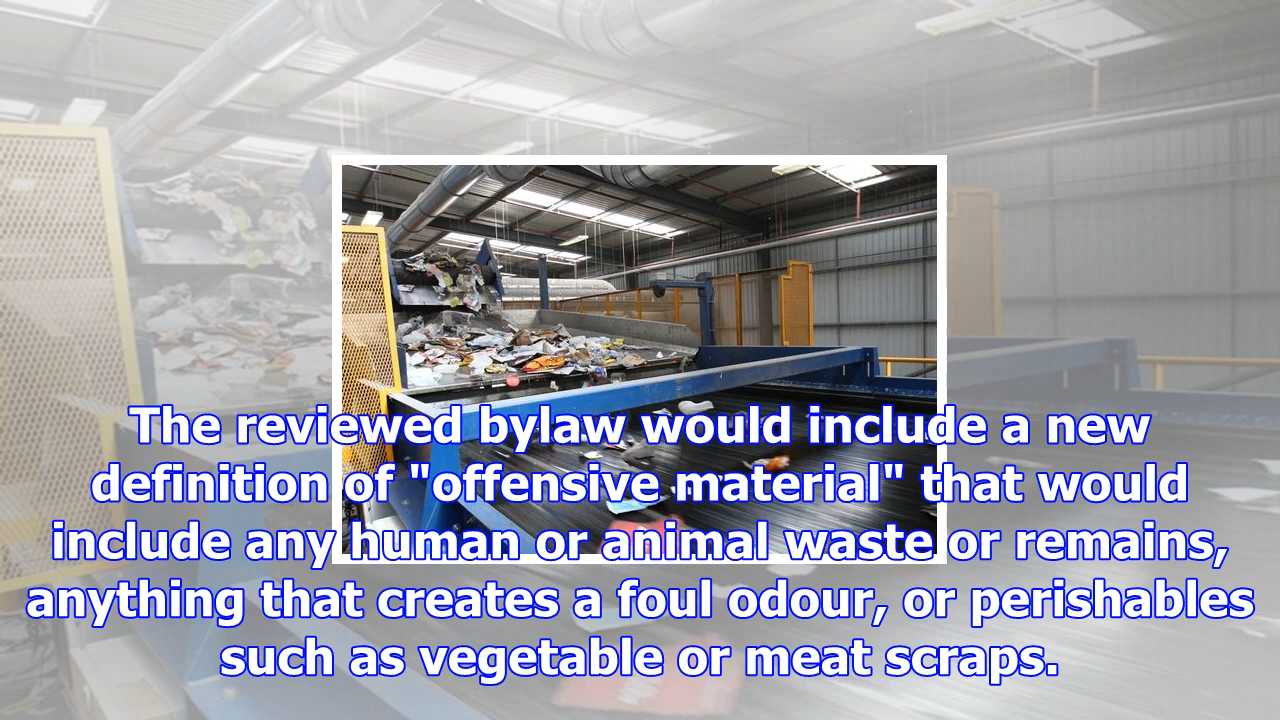 The reviewed bylaw would include a new
definition of "offensive material" that would
include any human or animal waste or remains,
anything that creates a foul odour, or perishables
such as vegetable or meat scraps.